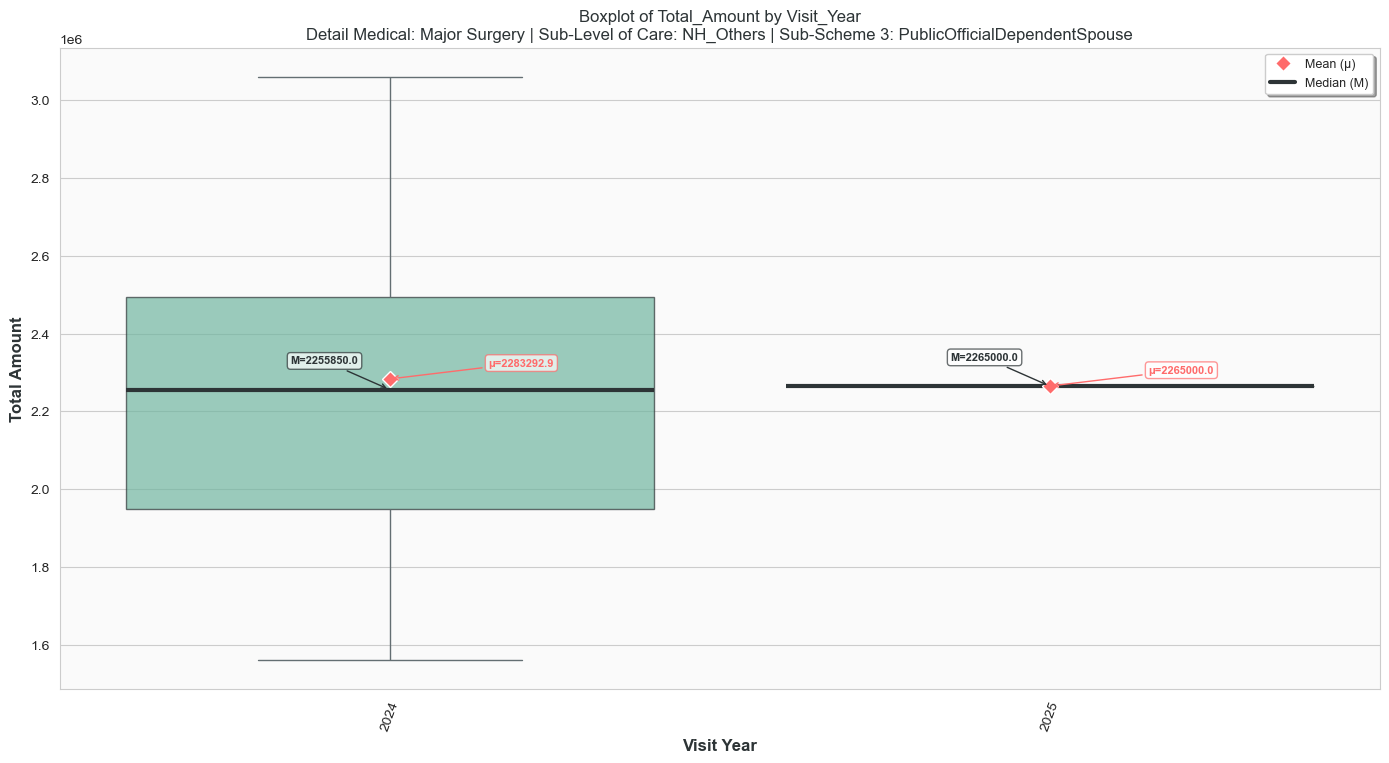 Boxplot of Total_Amount by Visit_Year
Detail Medical: Major Surgery | Sub-Level of Care: NH_Others | Sub-Scheme 3: PublicOfficialDependentSpouse
1e6
Mean (μ)
Median (M)
3.0
2.8
2.6
2.4
2.2
2.0
1.8
1.6
Total Amount
M=2255850.0
μ=2283292.9
M=2265000.0
μ=2265000.0
2024
2025
Visit Year